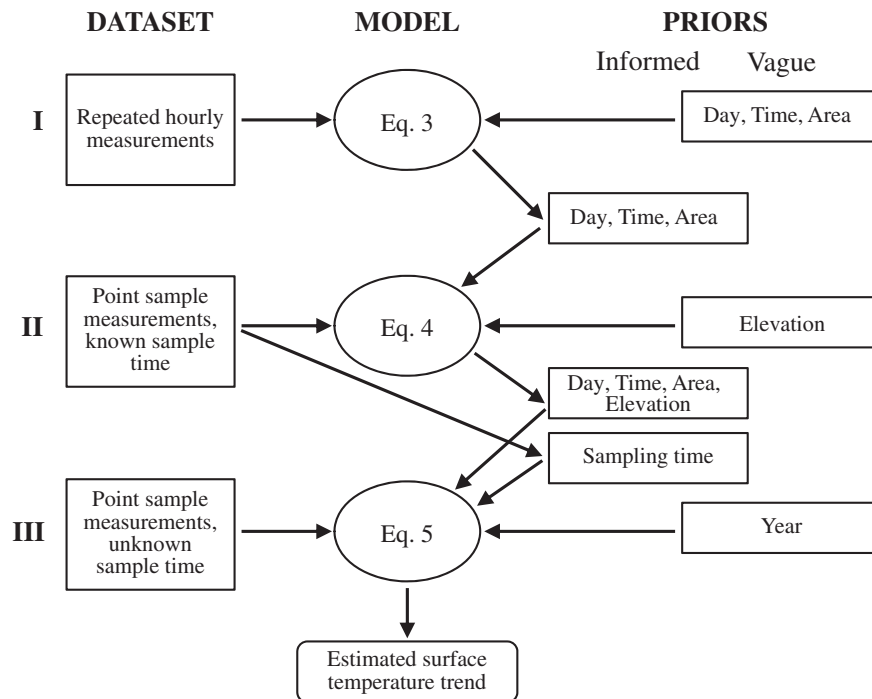 DATASET MODEL PRIORS
Informed Vague
I
Repeated hourly
measurements
Eq. 3
Day, Time, Area
Day, Time, Area
II
Point sample
measurements,
known sample
time
Eq. 4
Elevation
Day, Time, Area,
Elevation
Sampling time
III
Point sample
measurements,
unknown
sample time
Eq. 5
Year
Estimated surface
temperature trend